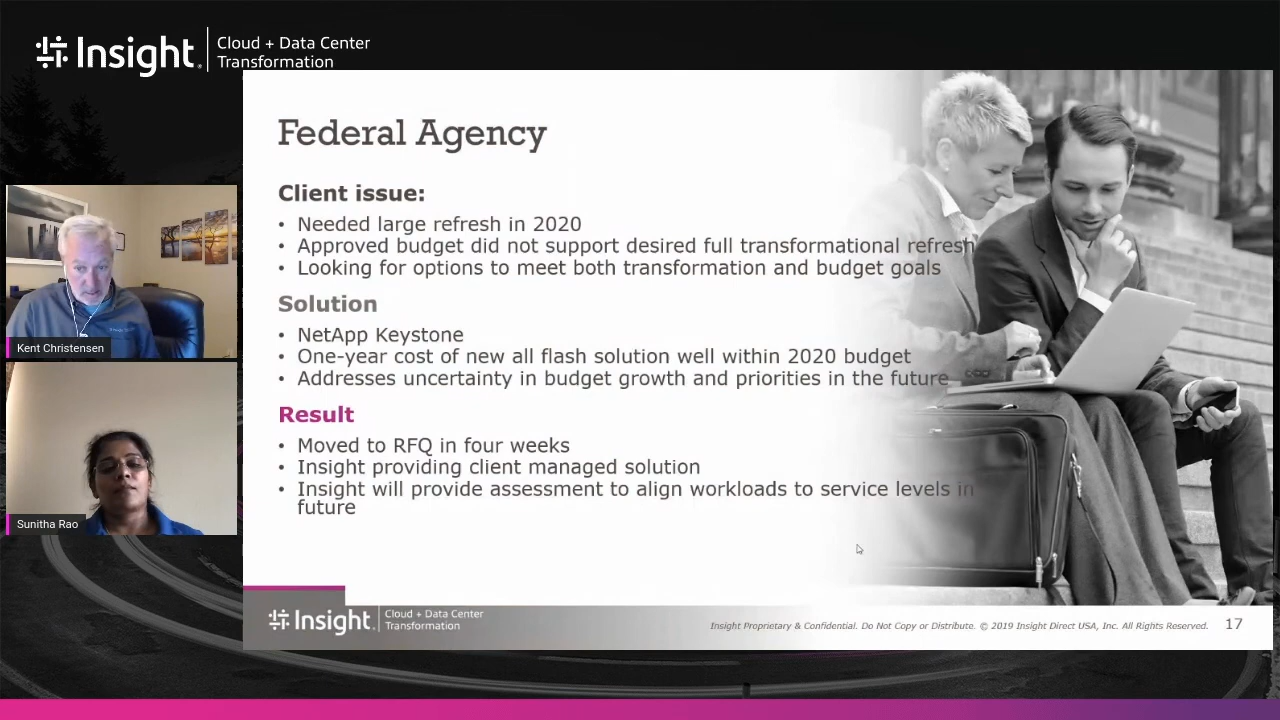 Insight. Cloud + Data Center
Transformation
Federal Agency
Client issue:
• Needed large refresh in 2020
• Approved budget did not support desired full transformational refresh
• Looking for options to meet both transformation and budget goals
Solution
• NetApp Keystone
• One-year cost of new all flash solution well within 2020 budget
• Addresses uncertainty in budget growth and priorities in the future
Result
• Moved to RFQ in four weeks
• Insight providing client managed solution
• Insight will provide assessment to align workloads to service levels in
future
Kent Christensen
Sunitha Rao
Insight. Cloud + Data Center
Transformation
Insight Proprietary & Confidential. Do Not Copy or Distribute. © 2019 Insight Direct USA, Inc. All Rights Reserved. 17